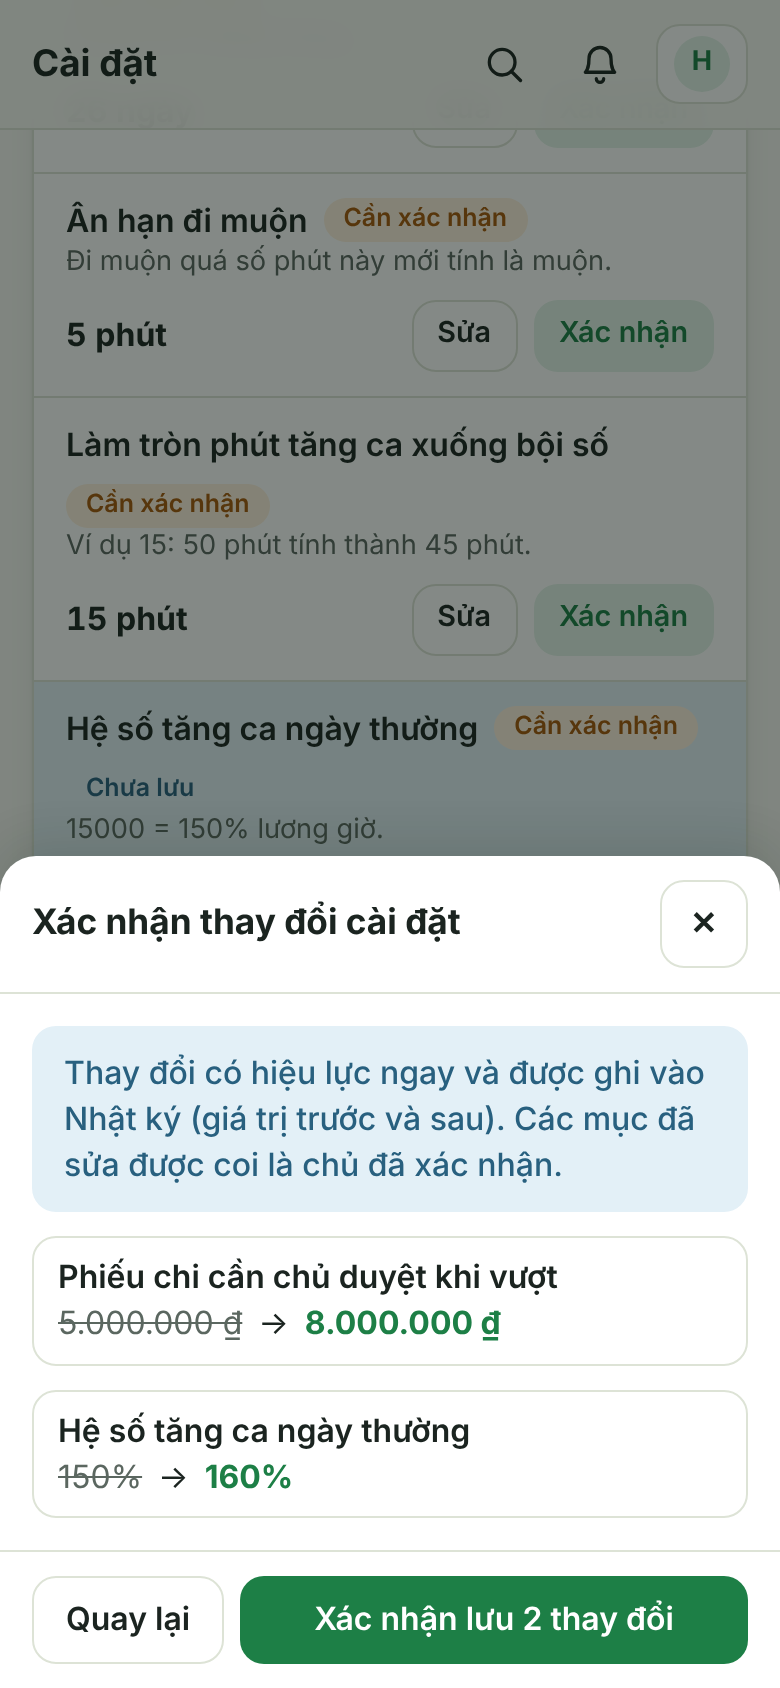 Cài đặt
H
Ân hạn đi muộn Cần xác nhận
Đi muộn quá số phút này mới tính là muộn.
5 phút Sửa Xác nhận
Làm tròn phút tăng ca xuống bội số
Cần xác nhận
Ví dụ 15: 50 phút tính thành 45 phút.
15 phút Sửa Xác nhận
Hệ số tăng ca ngày thường Cần xác nhận
Chưa lưu
15000 = 150% lương giờ.
Xác nhận thay đổi cài đặt
Thay đổi có hiệu lực ngay và được ghi vào
Nhật ký (giá trị trước và sau). Các mục đã
sửa được coi là chủ đã xác nhận.
Phiếu chi cần chủ duyệt khi vượt
5.000.000 ₫ → 8.000.000 ₫
Hệ số tăng ca ngày thường
150% → 160%
Quay lại Xác nhận lưu 2 thay đổi